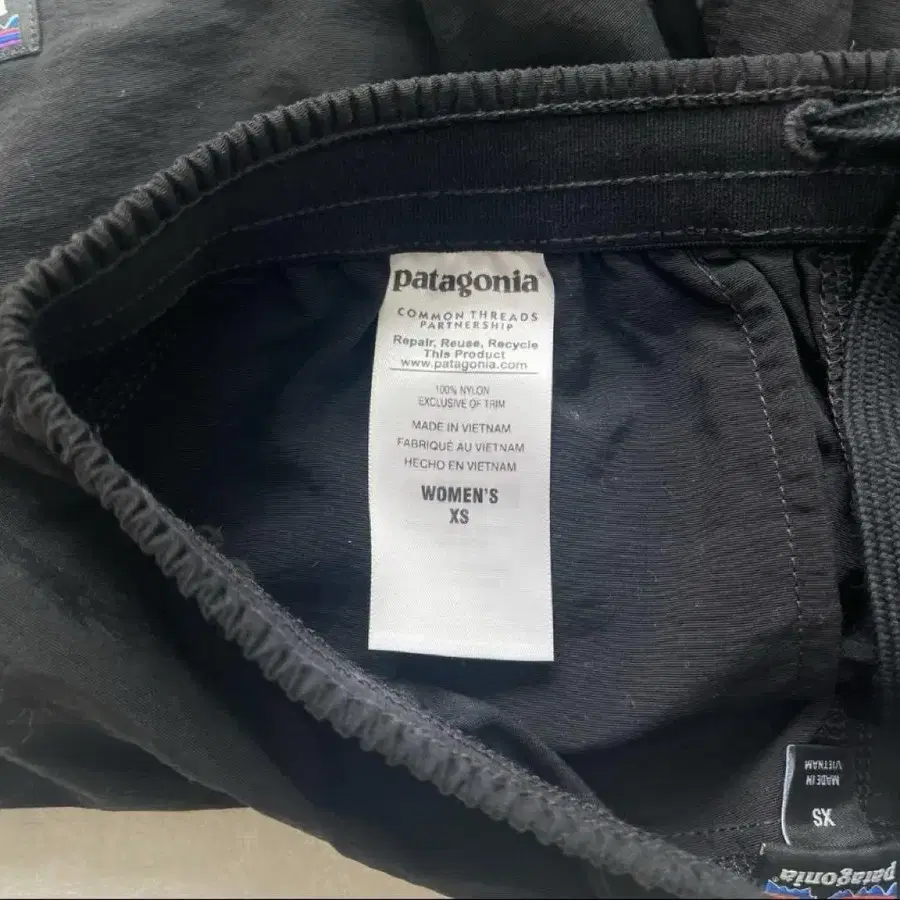 patagonia®
COMMON THREADS
PARTNERSHIP
Repair, Reuse, Recycle
This Product
www.patagonia.com
100% NYLON
EXCLUSIVE OF TRIM
MADE IN VIETNAM
FABRIQUÉ AU VIETNAM
HECHO EN VIETNAM
WOMEN'S
XS
MADE IN
VIETNAM
XS
patagonia